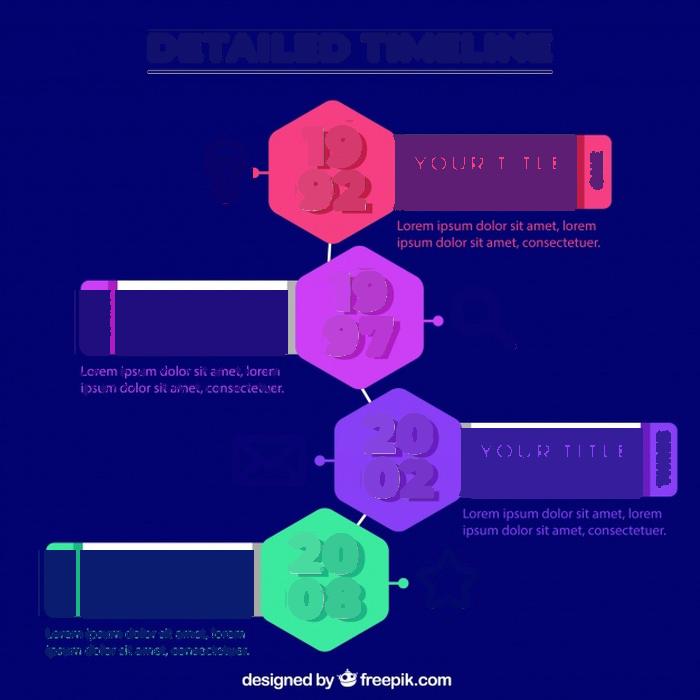 DETAILED TIMELINE
19
92
YOUR TITLE
Lorem ipsum dolor sit amet, lorem
ipsum dolor sit amet, consectetuer.
19
97
Lorem ipsum dolor sit amet, lorem
ipsum dolor sit amet, consectetuer.
20
02
YOUR TITLE
Lorem ipsum dolor sit amet, lorem
ipsum dolor sit amet, consectetuer.
20
08
Lorem ipsum dolor sit amet, lorem
ipsum dolor sit amet, consectetuer.
designed by freepik.com